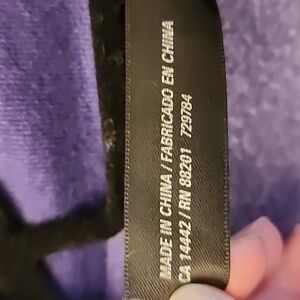 MADE IN CHINA / FABRICADO EN CHINA
CA 14442 / RN 88201 729784